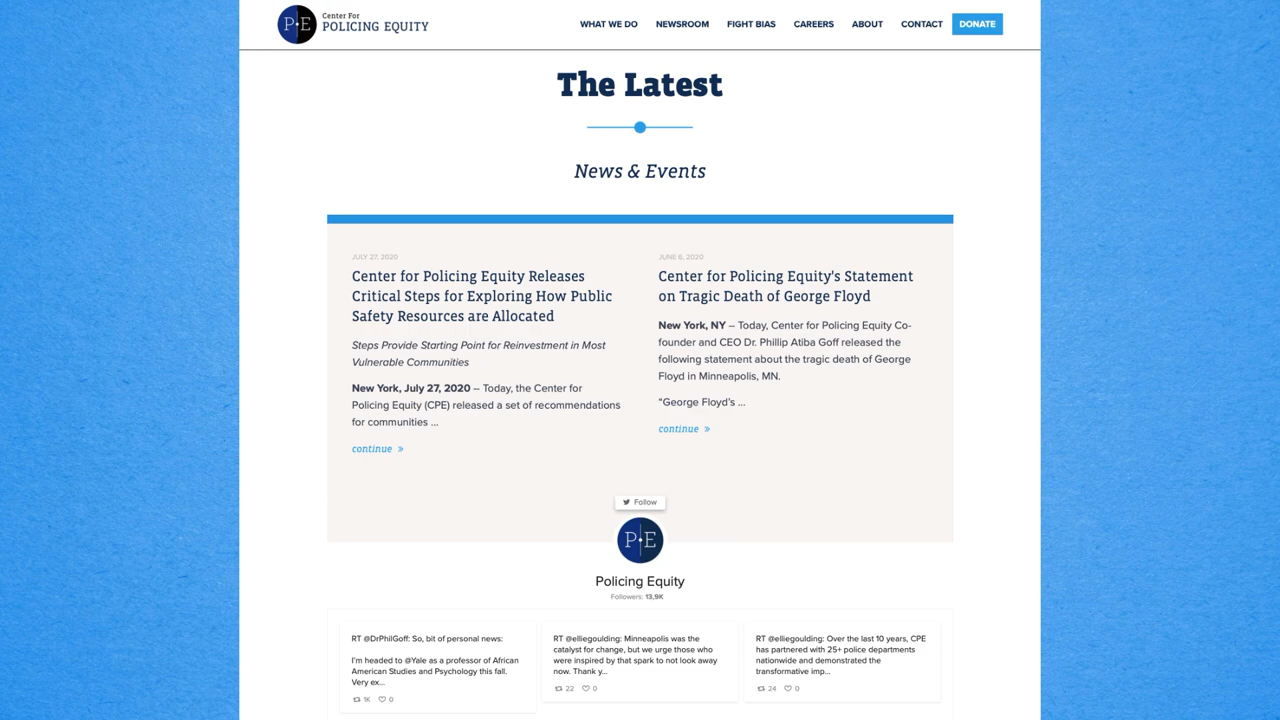 P E Center For
POLICING EQUITY
WHAT WE DO NEWSROOM FIGHT BIAS CAREERS ABOUT CONTACT DONATE
The Latest
News & Events
JULY 27, 2020
Center for Policing Equity Releases
Critical Steps for Exploring How Public
Safety Resources are Allocated
Steps Provide Starting Point for Reinvestment in Most
Vulnerable Communities
New York, July 27, 2020 – Today, the Center for
Policing Equity (CPE) released a set of recommendations
for communities ...
continue »
JUNE 6, 2020
Center for Policing Equity's Statement
on Tragic Death of George Floyd
New York, NY – Today, Center for Policing Equity Co-
founder and CEO Dr. Phillip Atiba Goff released the
following statement about the tragic death of George
Floyd in Minneapolis, MN.
“George Floyd’s ...
continue »
Follow
P E
Policing Equity
Followers: 13,9K
RT @DrPhilGoff: So, bit of personal news:
I'm headed to @Yale as a professor of African
American Studies and Psychology this fall.
Very ex...
1K 0
RT @elliegoulding: Minneapolis was the
catalyst for change, but we urge those who
were inspired by that spark to not look away
now. Thank y...
22 0
RT @elliegoulding: Over the last 10 years, CPE
has partnered with 25+ police departments
nationwide and demonstrated the
transformative imp...
24 0